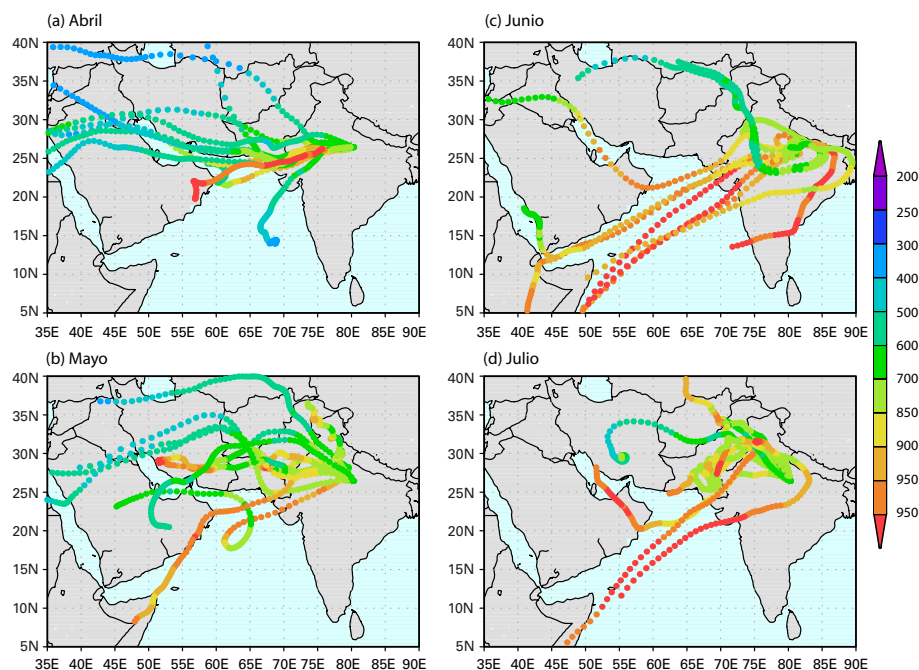 (a) Abril
40N
35N
30N
25N
20N
15N
10N
5N
35E 40E 45E 50E 55E 60E 65E 70E 75E 80E 85E 90E
(c) Junio
40N
35N
30N
25N
20N
15N
10N
5N
35E 40E 45E 50E 55E 60E 65E 70E 75E 80E 85E 90E
(b) Mayo
40N
35N
30N
25N
20N
15N
10N
5N
35E 40E 45E 50E 55E 60E 65E 70E 75E 80E 85E 90E
(d) Julio
40N
35N
30N
25N
20N
15N
10N
5N
35E 40E 45E 50E 55E 60E 65E 70E 75E 80E 85E 90E
200
250
300
400
500
600
700
850
900
950
950